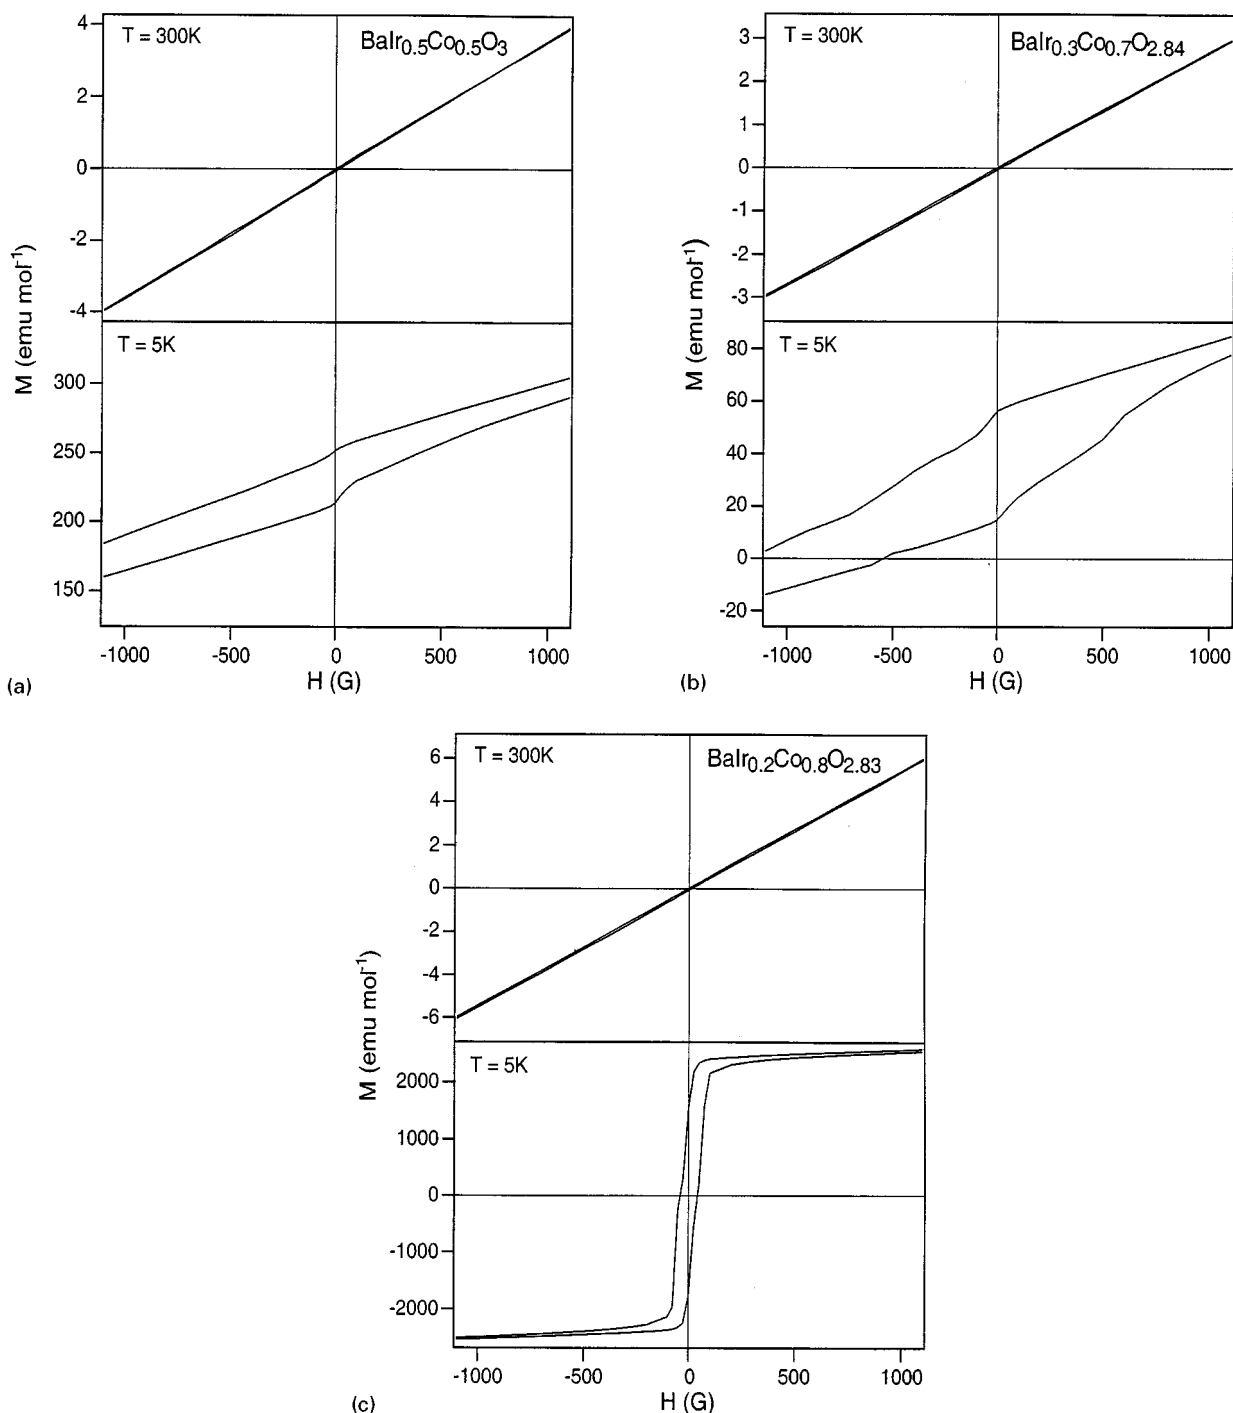 T = 300K
BaIr0.5Co0.5O3
4
2
0
-2
-4
T = 5K
300
250
200
150
M (emu mol-1)
-1000 -500 0 500 1000
H (G)
(a)
T = 300K
BaIr0.3Co0.7O2.84
3
2
1
0
-1
-2
-3
T = 5K
80
60
40
20
0
-20
M (emu mol-1)
-1000 -500 0 500 1000
H (G)
(b)
T = 300K
BaIr0.2Co0.8O2.83
6
4
2
0
-2
-4
-6
T = 5K
2000
1000
0
-1000
-2000
M (emu mol-1)
-1000 -500 0 500 1000
H (G)
(c)